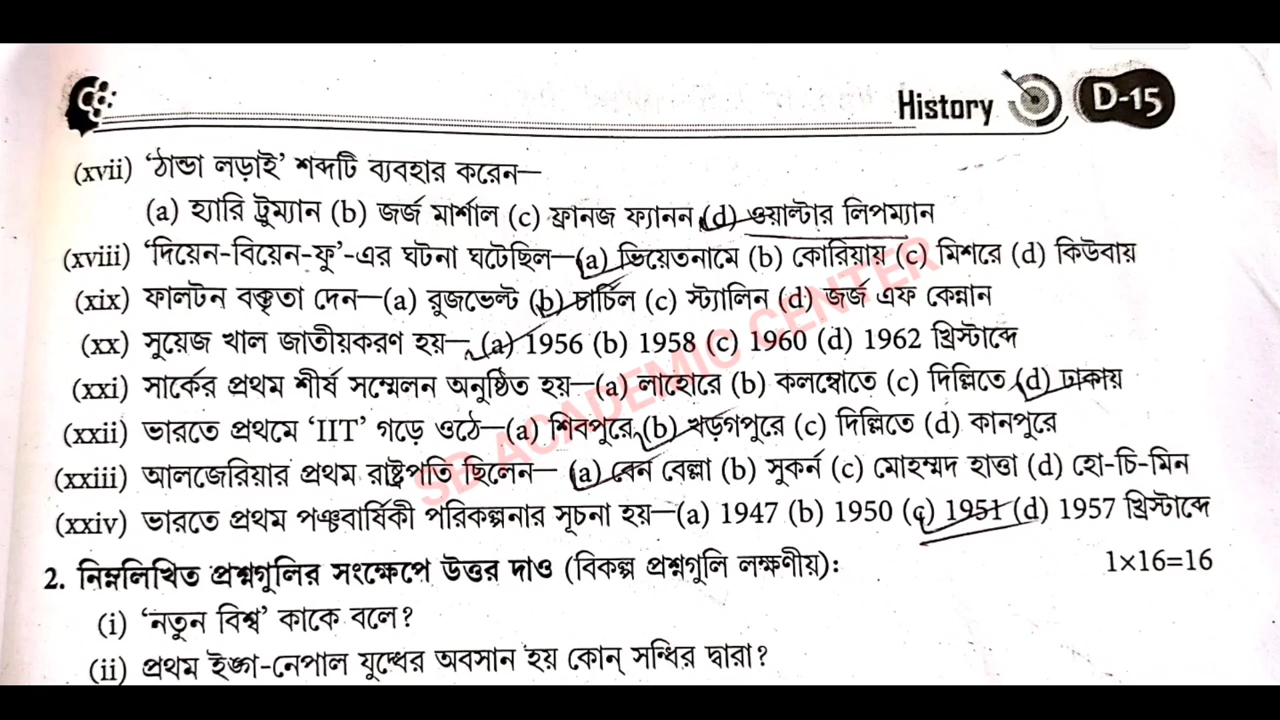 History D-15
(xvii) ‘ঠান্ডা লড়াই’ শব্দটি ব্যবহার করেন—
(a) হ্যারি ট্রুম্যান (b) জর্জ মার্শাল (c) ফ্রানজ ফ্যানন (d) ওয়াল্টার লিপম্যান
(xviii) ‘দিয়েন-বিয়েন-ফু’-এর ঘটনা ঘটেছিল—(a) ভিয়েতনামে (b) কোরিয়ায় (c) মিশরে (d) কিউবায়
(xix) ফালটন বক্তৃতা দেন—(a) রুজভেল্ট (b) চার্চিল (c) স্ট্যালিন (d) জর্জ এফ কেন্নান
(xx) সুয়েজ খাল জাতীয়করণ হয়—(a) 1956 (b) 1958 (c) 1960 (d) 1962 খ্রিস্টাব্দে
(xxi) সার্কের প্রথম শীর্ষ সম্মেলন অনুষ্ঠিত হয়—(a) লাহোরে (b) কলম্বোতে (c) দিল্লিতে (d) ঢাকায়
(xxii) ভারতে প্রথমে ‘IIT’ গড়ে ওঠে—(a) শিবপুরে (b) খড়গপুরে (c) দিল্লিতে (d) কানপুরে
(xxiii) আলজেরিয়ার প্রথম রাষ্ট্রপতি ছিলেন— (a) বেন বেল্লা (b) সুকর্ন (c) মোহম্মদ হাত্তা (d) হো-চি-মিন
(xxiv) ভারতে প্রথম পঞ্চবার্ষিকী পরিকল্পনার সূচনা হয়—(a) 1947 (b) 1950 (c) 1951 (d) 1957 খ্রিস্টাব্দে
2. নিম্নলিখিত প্রশ্নগুলির সংক্ষেপে উত্তর দাও (বিকল্প প্রশ্নগুলি লক্ষণীয়): 1×16=16
(i) ‘নতুন বিশ্ব’ কাকে বলে?
(ii) প্রথম ইঙ্গ-নেপাল যুদ্ধের অবসান হয় কোন্ সন্ধির দ্বারা?
SB ACADEMIC CENTER